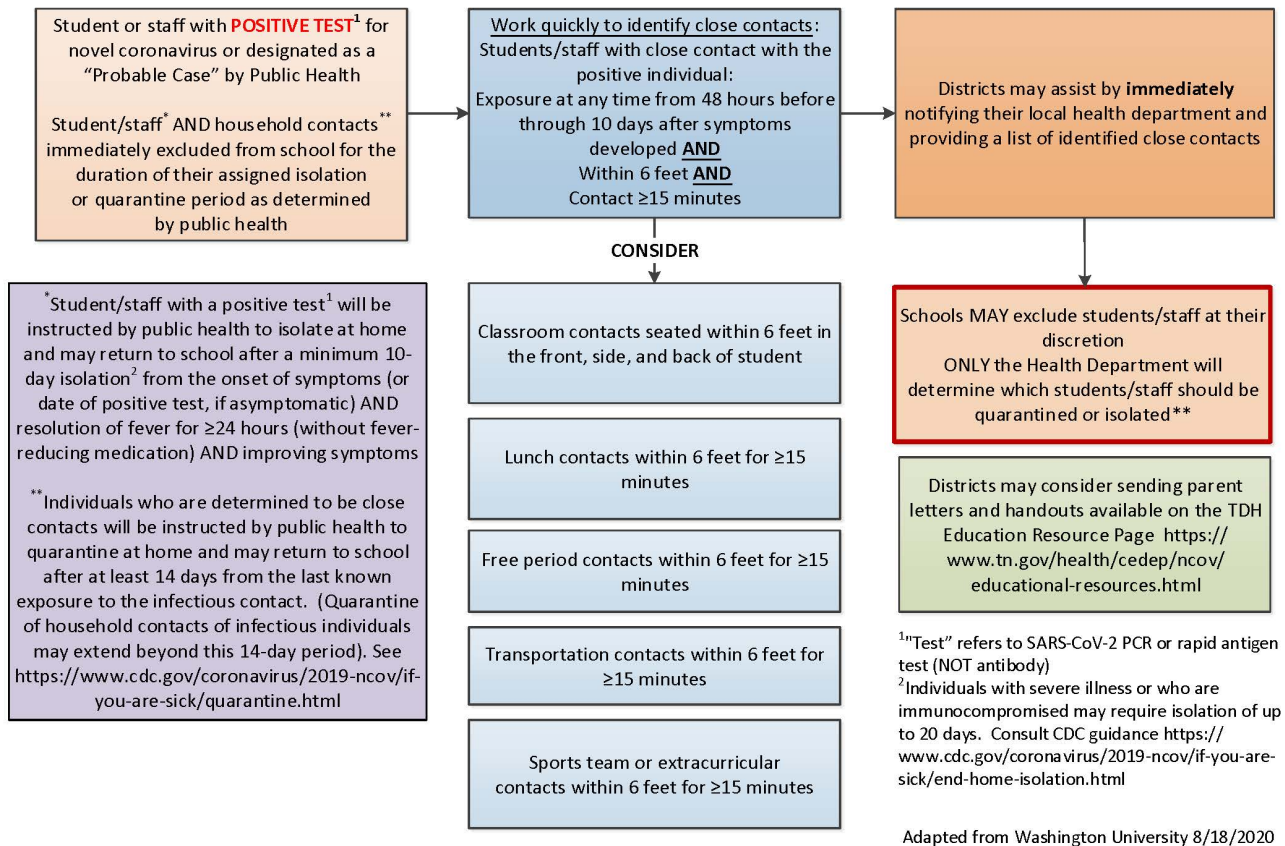 Student or staff with POSITIVE TEST¹ for
novel coronavirus or designated as a
“Probable Case” by Public Health
Student/staff* AND household contacts**
immediately excluded from school for the
duration of their assigned isolation
or quarantine period as determined
by public health
Work quickly to identify close contacts:
Students/staff with close contact with the
positive individual:
Exposure at any time from 48 hours before
through 10 days after symptoms
developed AND
Within 6 feet AND
Contact ≥15 minutes
Districts may assist by immediately
notifying their local health department and
providing a list of identified close contacts
CONSIDER
*Student/staff with a positive test¹ will be
instructed by public health to isolate at home
and may return to school after a minimum 10-
day isolation² from the onset of symptoms (or
date of positive test, if asymptomatic) AND
resolution of fever for ≥24 hours (without fever-
reducing medication) AND improving symptoms
**Individuals who are determined to be close
contacts will be instructed by public health to
quarantine at home and may return to school
after at least 14 days from the last known
exposure to the infectious contact.  (Quarantine
of household contacts of infectious individuals
may extend beyond this 14-day period). See
https://www.cdc.gov/coronavirus/2019-ncov/if-
you-are-sick/quarantine.html
Classroom contacts seated within 6 feet in
the front, side, and back of student
Lunch contacts within 6 feet for ≥15
minutes
Free period contacts within 6 feet for ≥15
minutes
Transportation contacts within 6 feet for
≥15 minutes
Sports team or extracurricular
contacts within 6 feet for ≥15 minutes
Schools MAY exclude students/staff at their
discretion
ONLY the Health Department will
determine which students/staff should be
quarantined or isolated**
Districts may consider sending parent
letters and handouts available on the TDH
Education Resource Page  https://
www.tn.gov/health/cedep/ncov/
educational-resources.html
¹"Test” refers to SARS-CoV-2 PCR or rapid antigen
test (NOT antibody)
²Individuals with severe illness or who are
immunocompromised may require isolation of up
to 20 days.  Consult CDC guidance https://
www.cdc.gov/coronavirus/2019-ncov/if-you-are-
sick/end-home-isolation.html
Adapted from Washington University 8/18/2020